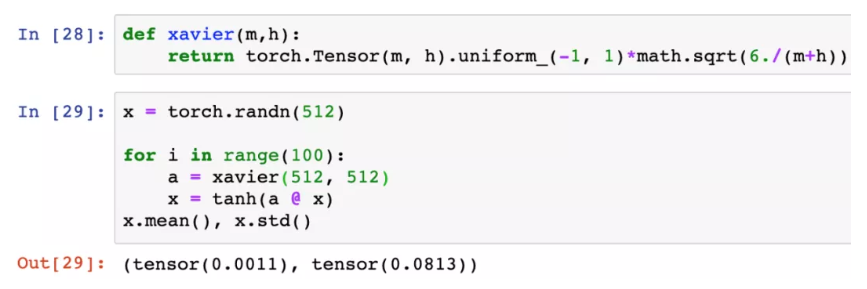 In [28]: def xavier(m,h):
return torch.Tensor(m, h).uniform_(-1, 1)*math.sqrt(6./(m+h))
In [29]: x = torch.randn(512)
for i in range(100):
a = xavier(512, 512)
x = tanh(a @ x)
x.mean(), x.std()
Out[29]: (tensor(0.0011), tensor(0.0813))